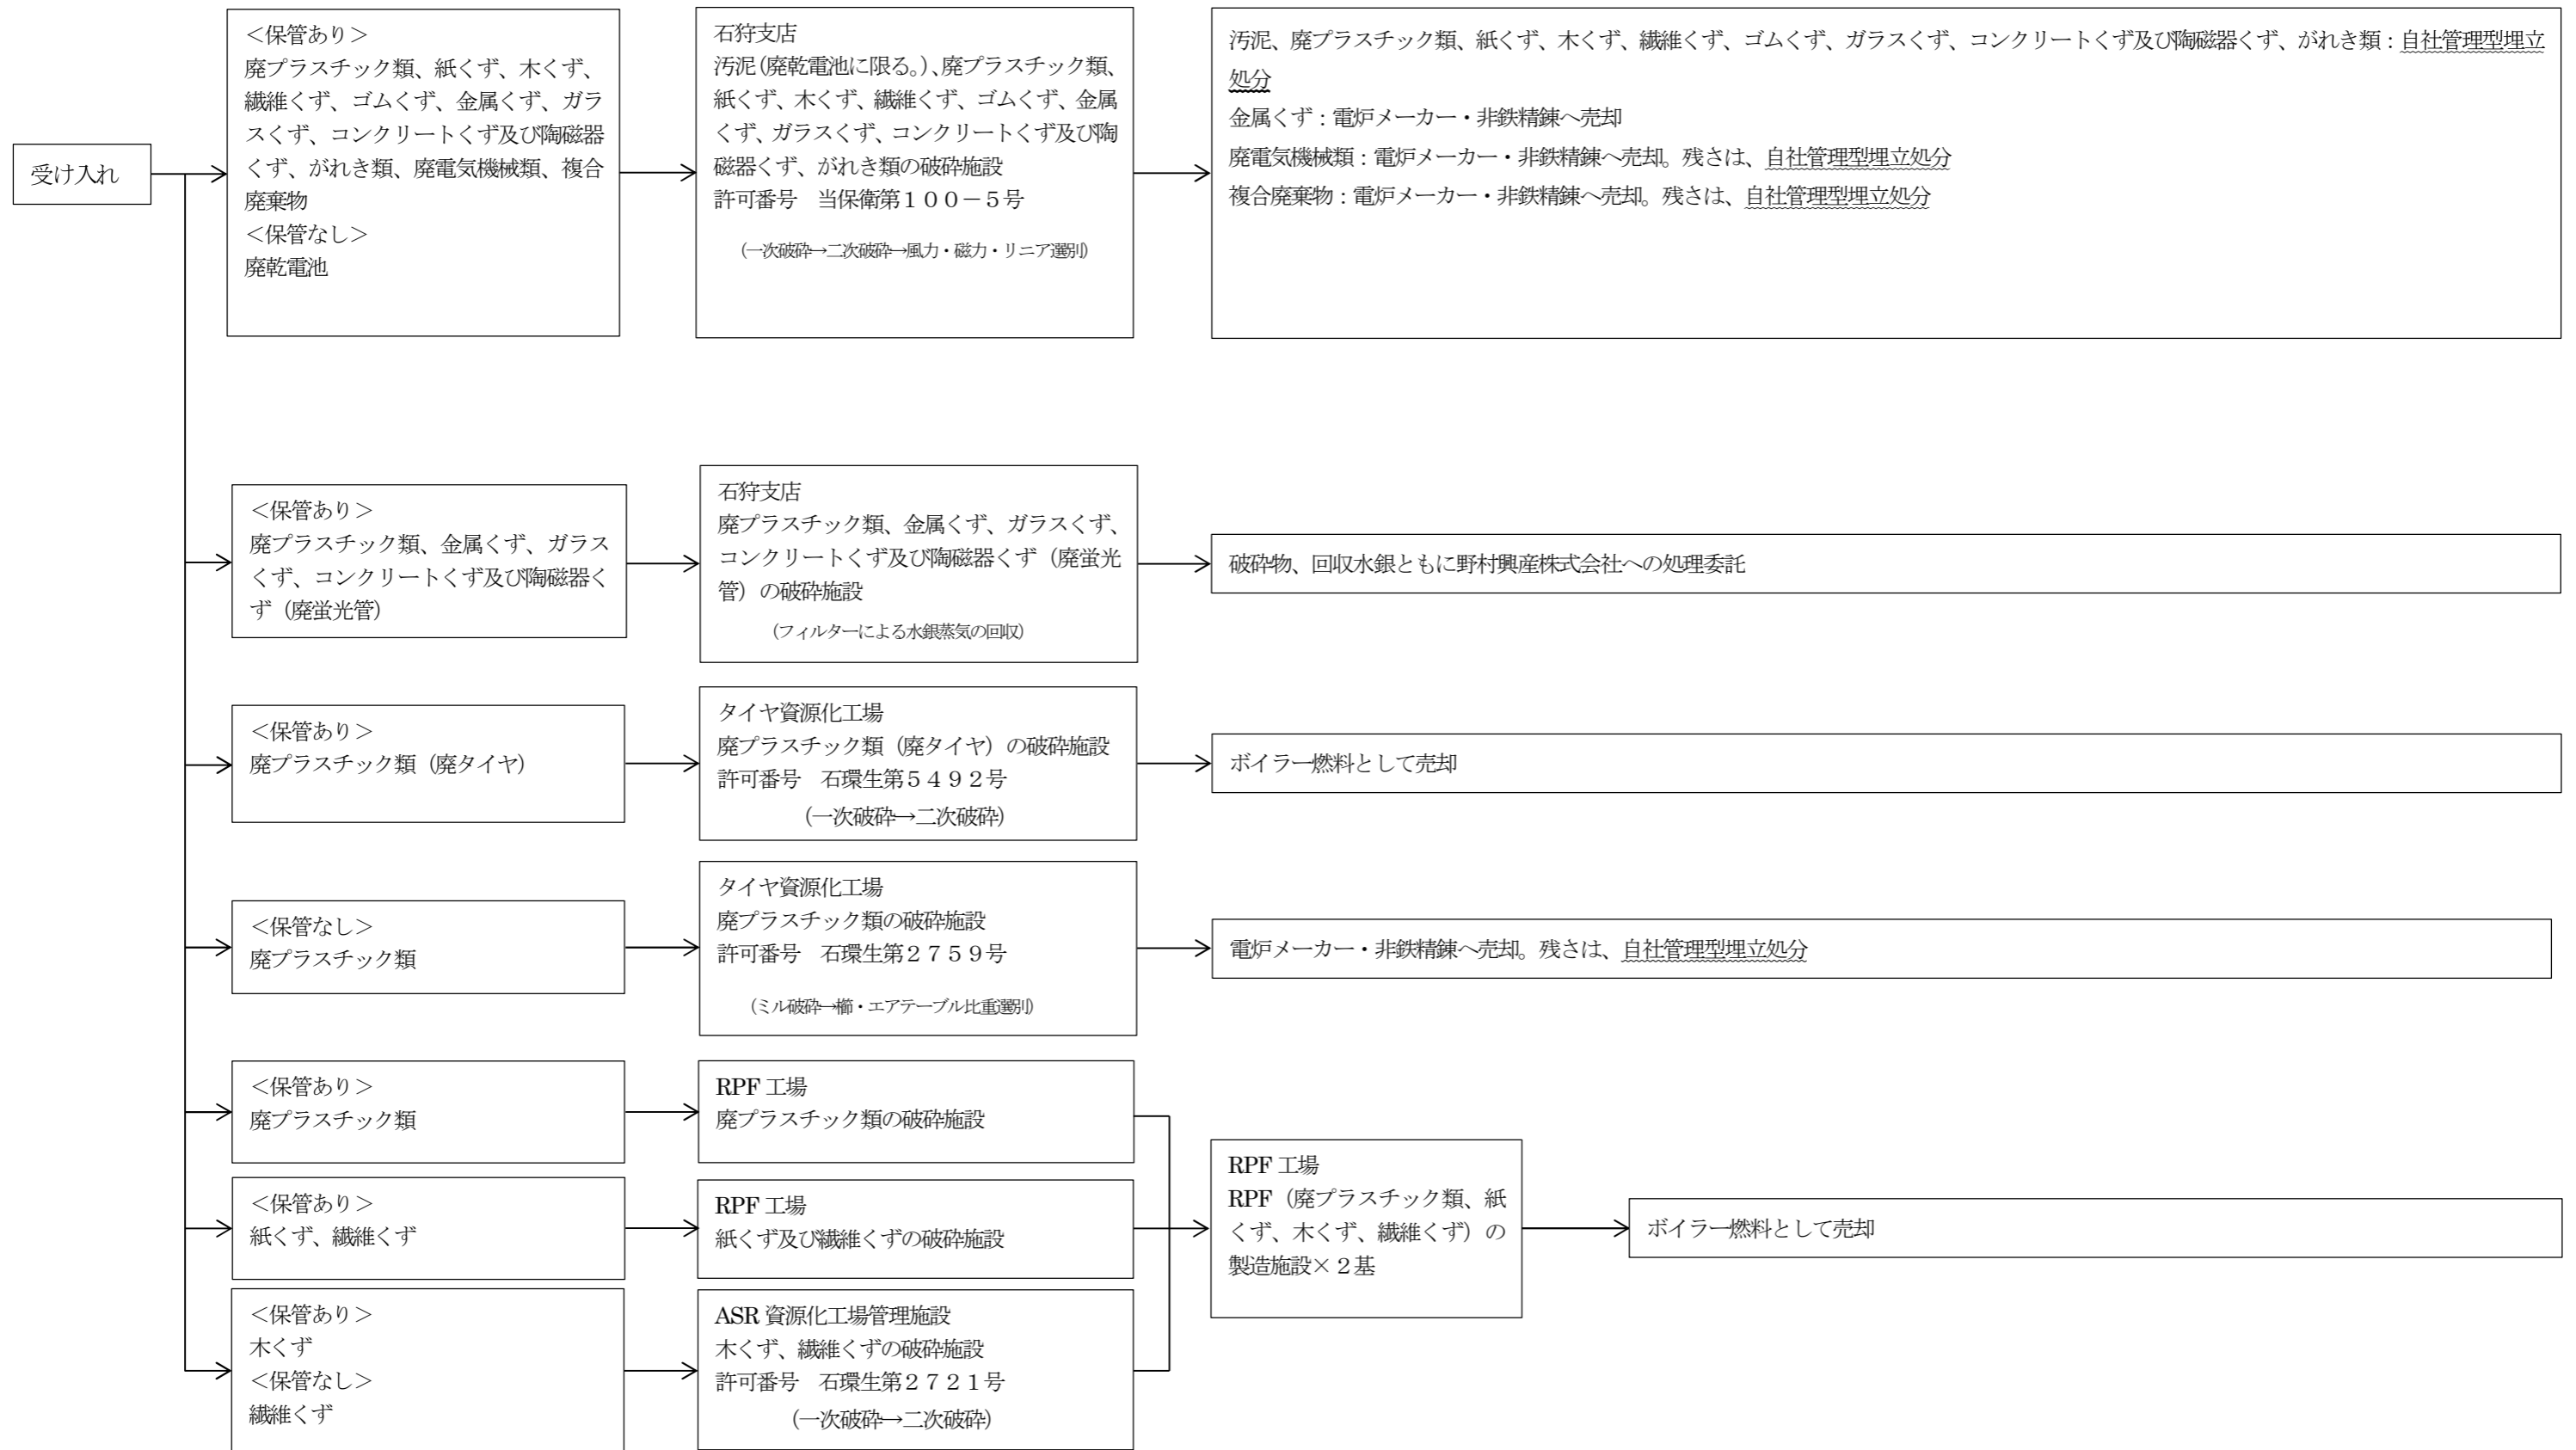 受け入れ
＜保管あり＞
廃プラスチック類、紙くず、木くず、
繊維くず、ゴムくず、金属くず、ガラ
スくず、コンクリートくず及び陶磁器
くず、がれき類、廃電気機械類、複合
廃棄物
＜保管なし＞
廃乾電池
石狩支店
汚泥（廃乾電池に限る。）、廃プラスチック類、
紙くず、木くず、繊維くず、ゴムくず、金属
くず、ガラスくず、コンクリートくず及び陶
磁器くず、がれき類の破砕施設
許可番号　当保衛第１００－５号
（一次破砕→二次破砕→風力・磁力・リニア選別）
汚泥、廃プラスチック類、紙くず、木くず、繊維くず、ゴムくず、ガラスくず、コンクリートくず及び陶磁器くず、がれき類：自社管理型埋立
処分
金属くず：電炉メーカー・非鉄精錬へ売却
廃電気機械類：電炉メーカー・非鉄精錬へ売却。残さは、自社管理型埋立処分
複合廃棄物：電炉メーカー・非鉄精錬へ売却。残さは、自社管理型埋立処分
＜保管あり＞
廃プラスチック類、金属くず、ガラス
くず、コンクリートくず及び陶磁器く
ず（廃蛍光管）
石狩支店
廃プラスチック類、金属くず、ガラスくず、
コンクリートくず及び陶磁器くず（廃蛍光
管）の破砕施設
（フィルターによる水銀蒸気の回収）
破砕物、回収水銀ともに野村興産株式会社への処理委託
＜保管あり＞
廃プラスチック類（廃タイヤ）
タイヤ資源化工場
廃プラスチック類（廃タイヤ）の破砕施設
許可番号　石環生第５４９２号
（一次破砕→二次破砕）
ボイラー燃料として売却
＜保管なし＞
廃プラスチック類
タイヤ資源化工場
廃プラスチック類の破砕施設
許可番号　石環生第２７５９号
（ミル破砕→櫛・エアテーブル比重選別）
電炉メーカー・非鉄精錬へ売却。残さは、自社管理型埋立処分
＜保管あり＞
廃プラスチック類
RPF 工場
廃プラスチック類の破砕施設
＜保管あり＞
紙くず、繊維くず
RPF 工場
紙くず及び繊維くずの破砕施設
＜保管あり＞
木くず
＜保管なし＞
繊維くず
ASR 資源化工場管理施設
木くず、繊維くずの破砕施設
許可番号　石環生第２７２１号
（一次破砕→二次破砕）
RPF 工場
RPF（廃プラスチック類、紙
くず、木くず、繊維くず）の
製造施設×２基
ボイラー燃料として売却